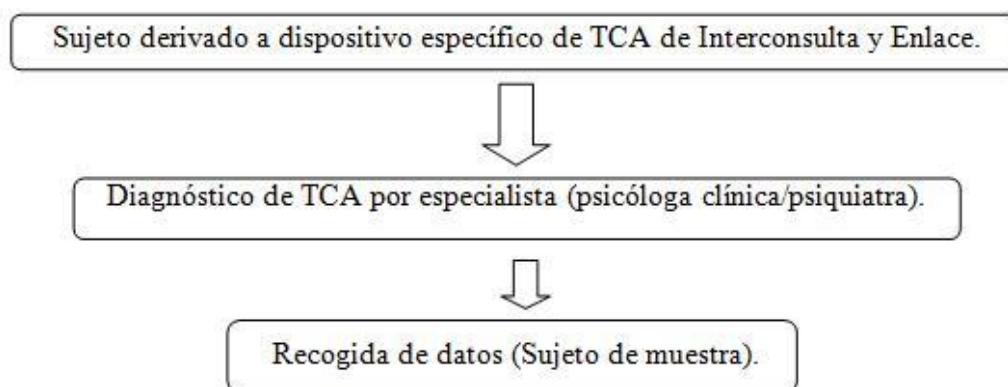 Sujeto derivado a dispositivo específico de TCA de Interconsulta y Enlace.
Diagnóstico de TCA por especialista (psicóloga clínica/psiquiatra).
Recogida de datos (Sujeto de muestra).